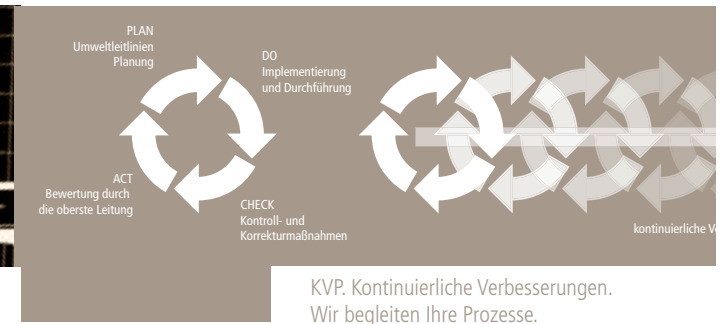 PLAN
Umweltleitlinien
Planung
DO
Implementierung
und Durchführung
ACT
Bewertung durch
die oberste Leitung
CHECK
Kontroll- und
Korrekturmaßnahmen
kontinuierliche
KVP. Kontinuierliche Verbesserungen.
Wir begleiten Ihre Prozesse.